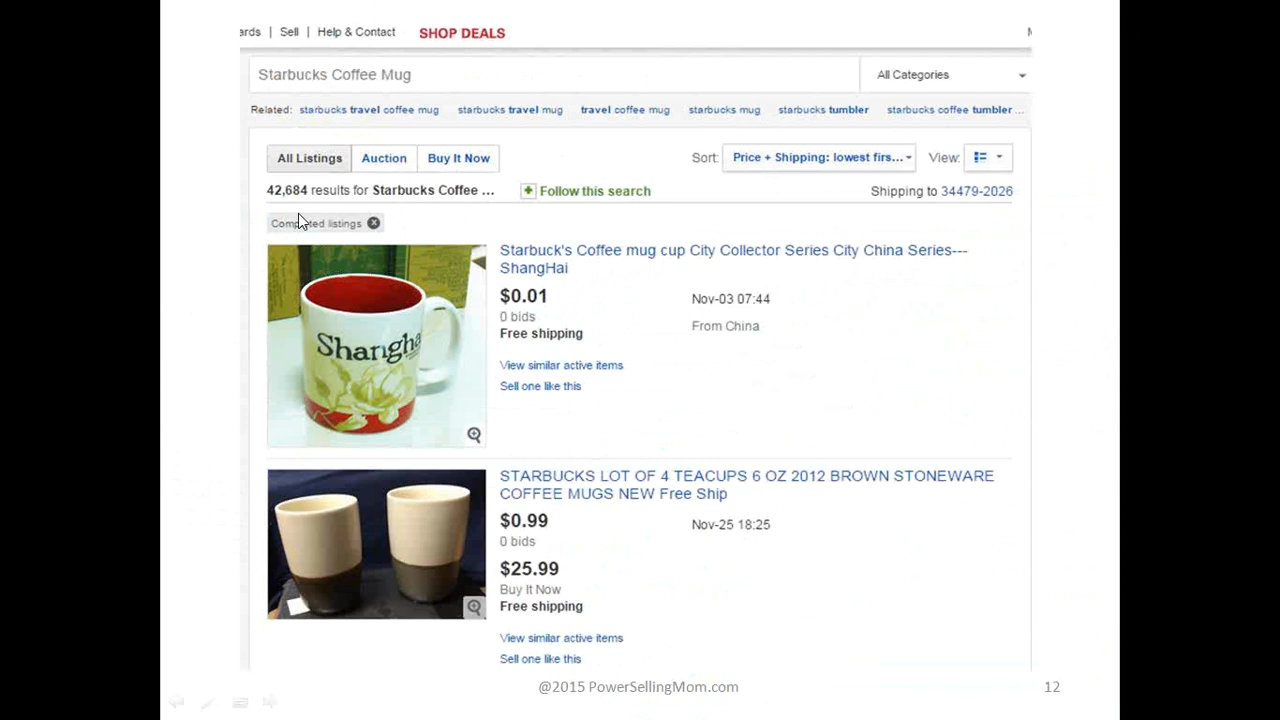 ards | Sell | Help & Contact SHOP DEALS
Starbucks Coffee Mug All Categories
Related: starbucks travel coffee mug starbucks travel mug travel coffee mug starbucks mug starbucks tumbler starbucks coffee tumbler ...
All Listings Auction Buy It Now Sort: Price + Shipping: lowest firs... View:
42,684 results for Starbucks Coffee ... Follow this search Shipping to 34479-2026
Completed listings
Starbuck's Coffee mug cup City Collector Series City China Series---
ShangHai
$0.01 Nov-03 07:44
0 bids From China
Free shipping
View similar active items
Sell one like this
Shangha
STARBUCKS LOT OF 4 TEACUPS 6 OZ 2012 BROWN STONEWARE
COFFEE MUGS NEW Free Ship
$0.99 Nov-25 18:25
0 bids
$25.99
Buy It Now
Free shipping
View similar active items
Sell one like this
@2015 PowerSellingMom.com 12